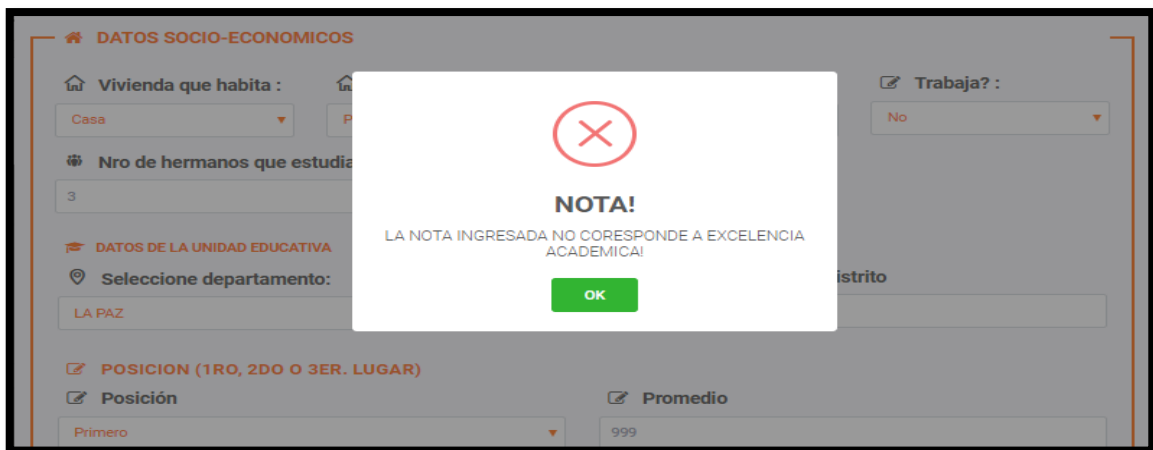 DATOS SOCIO-ECONOMICOS
Vivienda que habita :
Trabaja? :
Casa
No
Nro de hermanos que
3
NOTA!
LA NOTA INGRESADA NO CORESPONDE A EXCELENCIA
ACADEMICA!
OK
DATOS DE LA UNIDAD EDUCATIVA
Seleccione departamento:
LA PAZ
POSICION (1RO, 2DO O 3ER. LUGAR)
Posición
Promedio
Primero
999